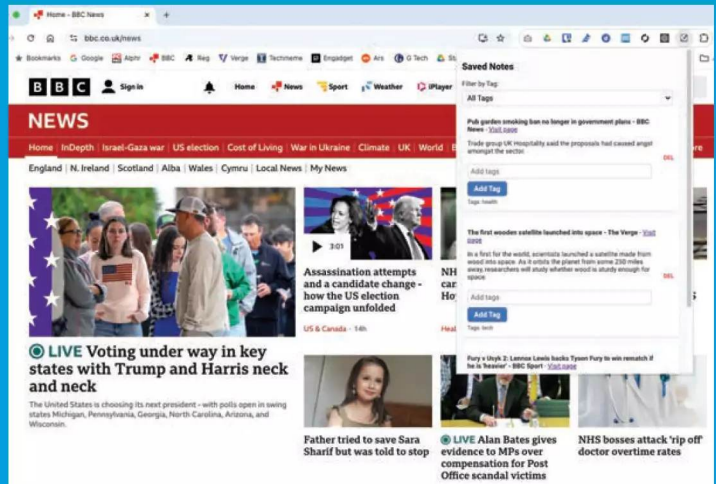 Home - BBC News
bbc.co.uk/news
Bookmarks Google Alphr BBC Reg Verge Techmeme Engadget Ars G Tech
BBC Sign in Home News Sport Weather iPlayer
NEWS
Home InDepth Israel-Gaza war US election Cost of Living War in Ukraine Climate UK World
England N. Ireland Scotland Alba Wales Cymru Local News My News
3:01
Assassination attempts
and a candidate change -
how the US election
campaign unfolded
US & Canada 14h
LIVE Voting under way in key
states with Trump and Harris neck
and neck
The United States is choosing its next president - with polls open in swing
states Michigan, Pennsylvania, Georgia, North Carolina, Arizona, and
Wisconsin.
Father tried to save Sara
Sharif but was told to stop
LIVE Alan Bates gives
evidence to MPs over
compensation for Post
Office scandal victims
NHS bosses attack 'rip off'
doctor overtime rates
Saved Notes
Filter by Tag:
All Tags
Pub garden smoking ban no longer in government plans - BBC
News - Visit page
Trade group UK Hospitality said the proposals had caused angst
amongst the sector.
DEL
Add tags
Add Tag
Tags: health
The first wooden satellite launched into space - The Verge - Visit
page
In a first for the world, scientists launched a satellite made from
wood into space. As it orbits the planet from some 250 miles
away, researchers will study whether wood is sturdy enough for
space.
DEL
Add tags
Add Tag
Tags: tech
Fury v Usyk 2: Lennox Lewis backs Tyson Fury to win rematch if
he is 'heavier' - BBC Sport - Visit page